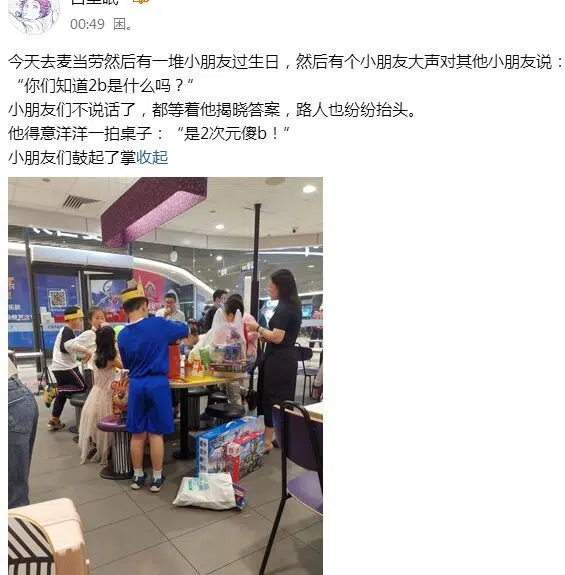 00:49 困。
今天去麦当劳然后有一堆小朋友过生日，然后有个小朋友大声对其他小朋友说：
“你们知道2b是什么吗？“
小朋友们不说话了，都等着他揭晓答案，路人也纷纷抬头。
他得意洋洋一拍桌子：“是2次元傻b！“
小朋友们鼓起了掌收起